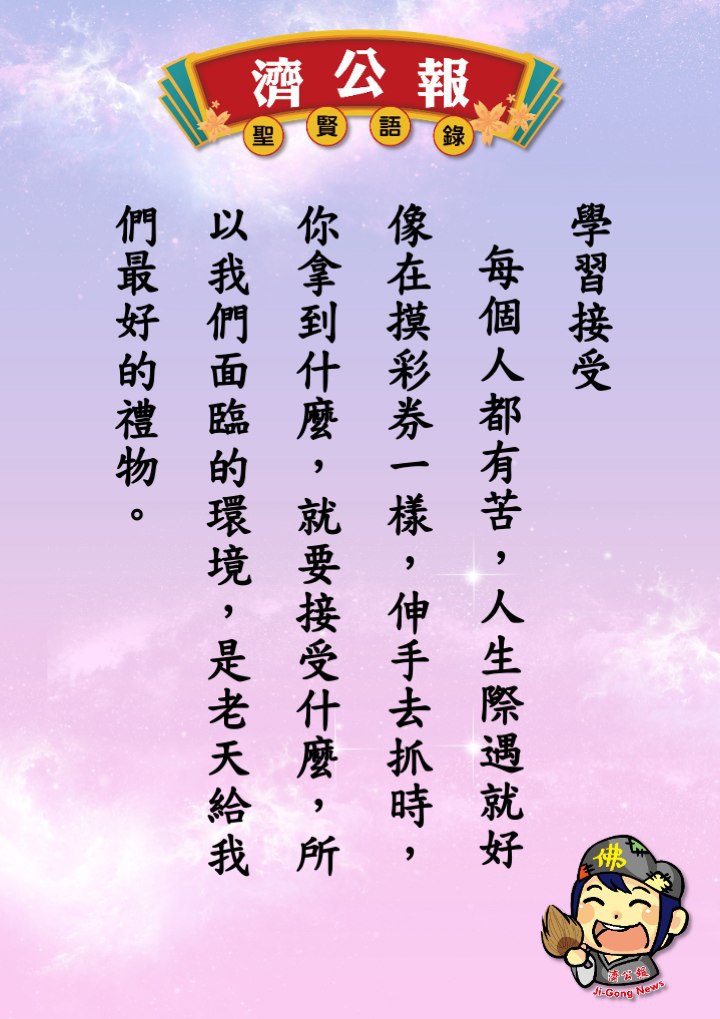 濟公報
聖賢語錄
學習接受
每個人都有苦，人生際遇就好
像在摸彩券一樣，伸手去抓時，
你拿到什麼，就要接受什麼，所
以我們面臨的環境，是老天給我
們最好的禮物。
佛
濟公報
Ji-Gong News